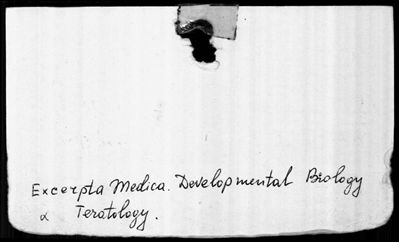 Excerpta Medica. Developmental Biology
& Teratology.